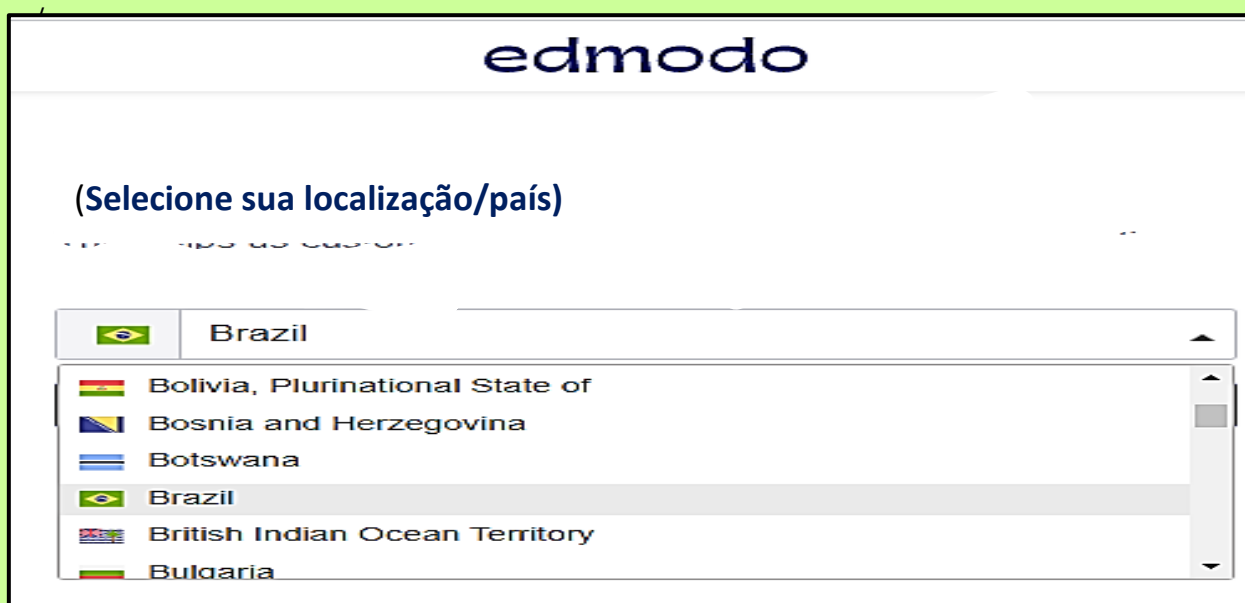 edmodo
(Selecione sua localização/país)
Brazil
Bolivia, Plurinational State of
Bosnia and Herzegovina
Botswana
Brazil
British Indian Ocean Territory
Bulgaria